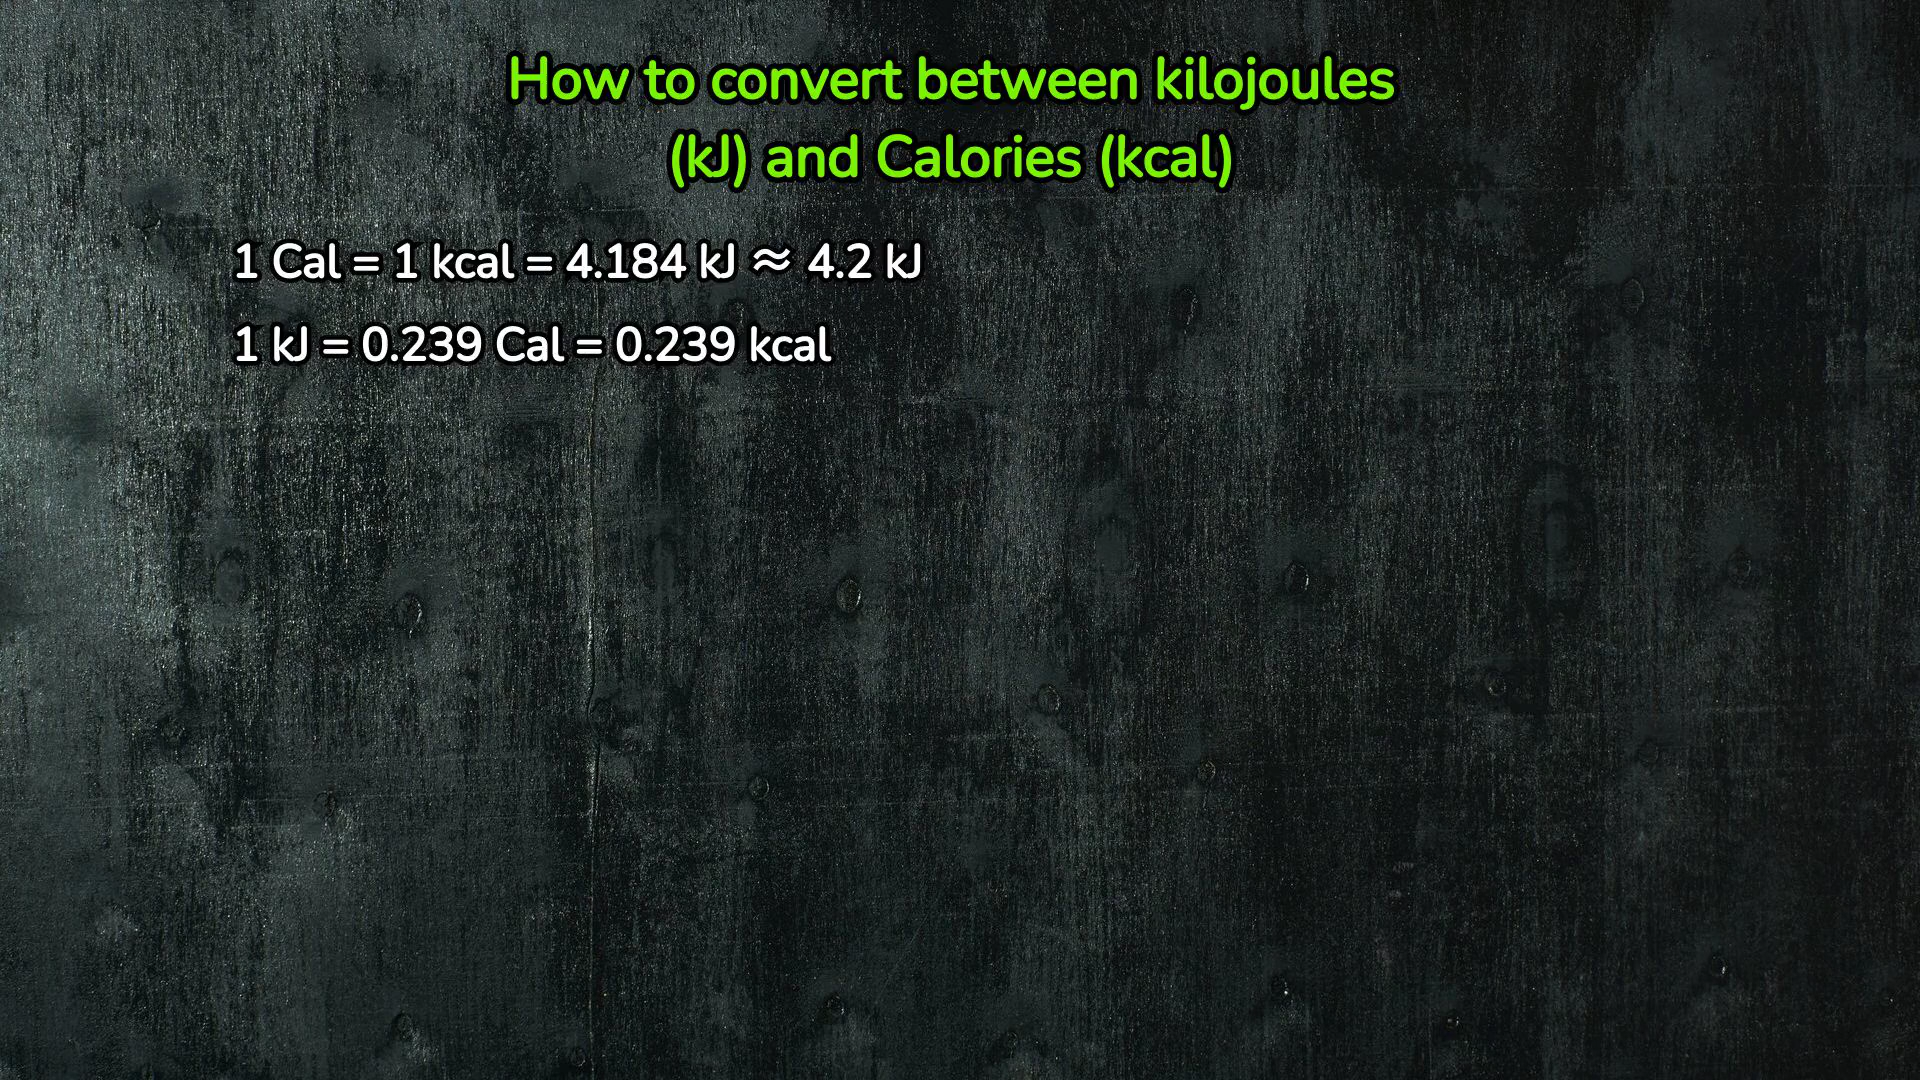 How to convert between kilojoules
(kJ) and Calories (kcal)
1 Cal = 1 kcal = 4.184 kJ ≈ 4.2 kJ
1 kJ = 0.239 Cal = 0.239 kcal